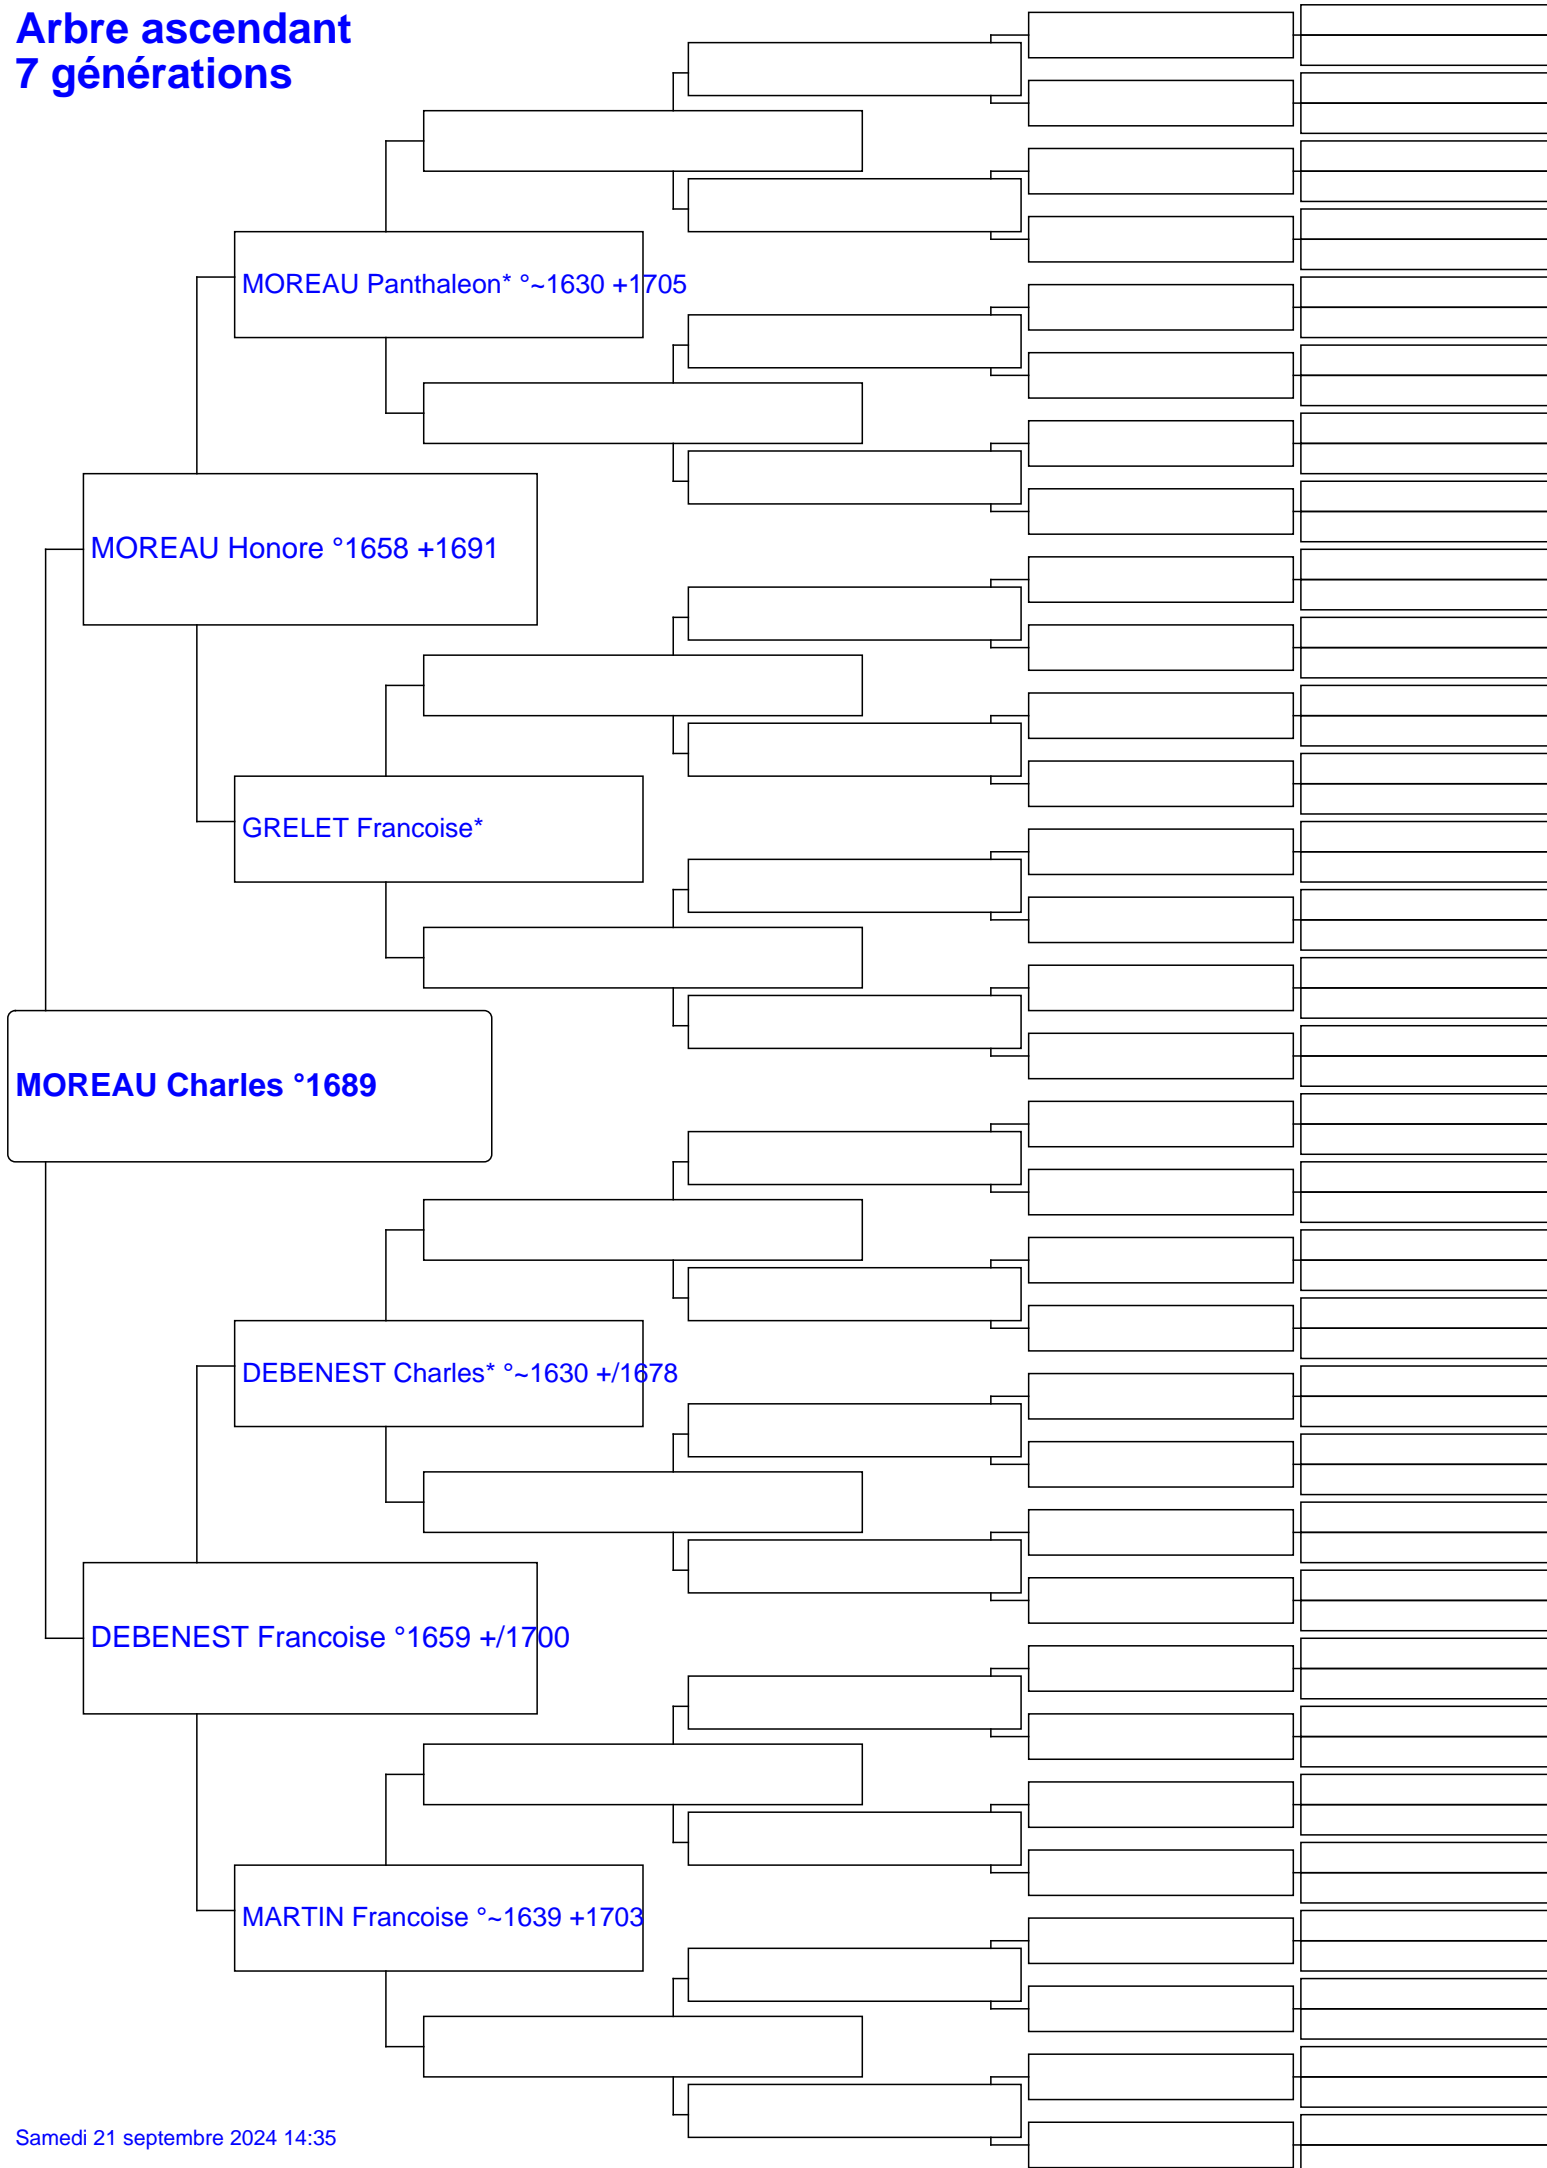 Arbre ascendant
7 générations
MOREAU Panthaleon* °~1630 +1705
MOREAU Honore °1658 +1691
GRELET Francoise*
MOREAU Charles °1689
DEBENEST Charles* °~1630 +/1678
DEBENEST Francoise °1659 +/1700
MARTIN Francoise °~1639 +1703
Samedi 21 septembre 2024 14:35